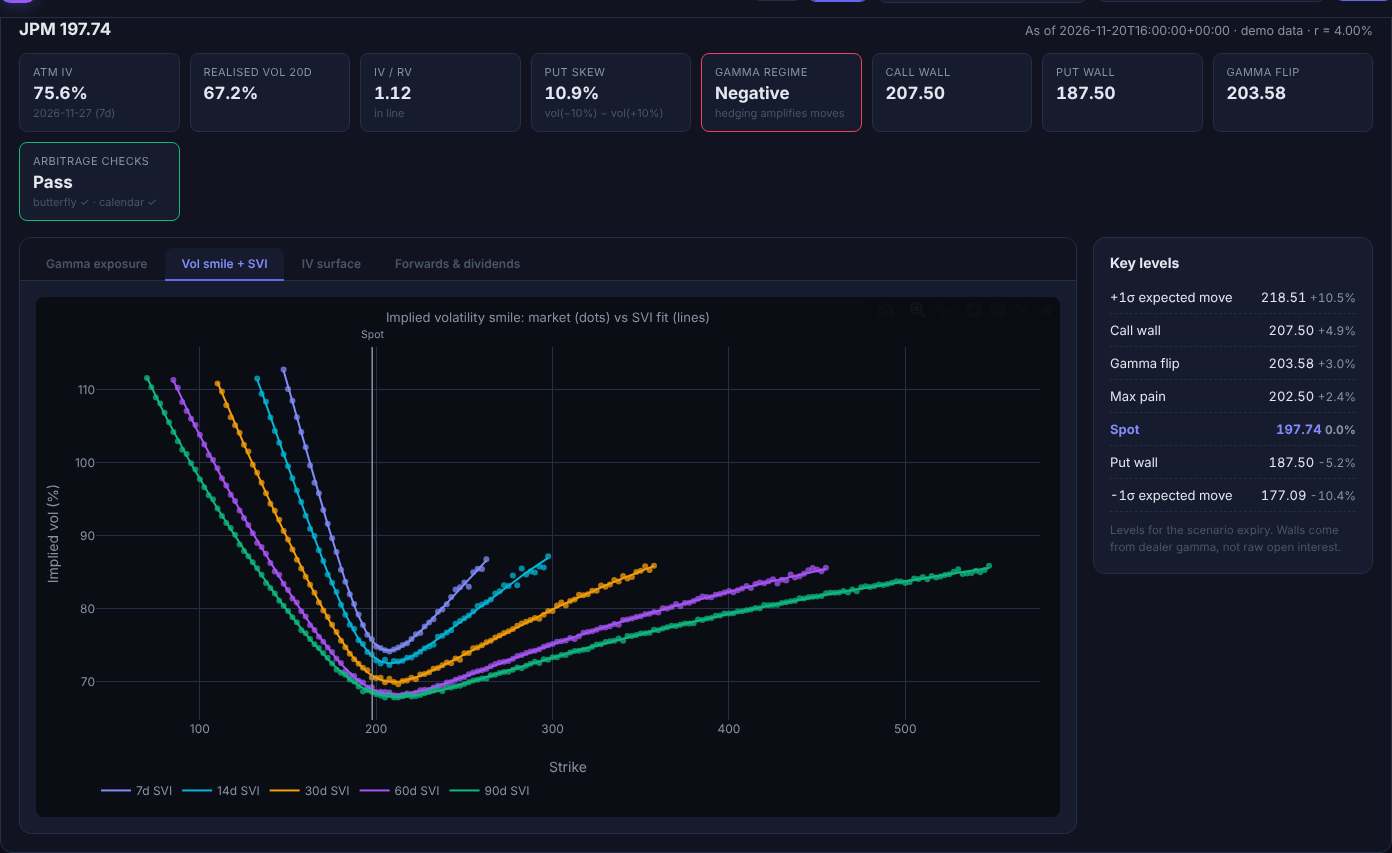 JPM 197.74
As of 2026-11-20T16:00:00+00:00 · demo data · r = 4.00%
ATM IV
75.6%
2026-11-27 (7d)
REALISED VOL 20D
67.2%
IV / RV
1.12
in line
PUT SKEW
10.9%
vol(−10%) − vol(+10%)
GAMMA REGIME
Negative
hedging amplifies moves
CALL WALL
207.50
PUT WALL
187.50
GAMMA FLIP
203.58
ARBITRAGE CHECKS
Pass
butterfly ✓ · calendar ✓
Gamma exposure
Vol smile + SVI
IV surface
Forwards & dividends
Implied volatility smile: market (dots) vs SVI fit (lines)
Spot
Implied vol (%)
110
100
90
80
70
100
200
300
400
500
Strike
7d SVI
14d SVI
30d SVI
60d SVI
90d SVI
Key levels
+1σ expected move 218.51 +10.5%
Call wall 207.50 +4.9%
Gamma flip 203.58 +3.0%
Max pain 202.50 +2.4%
Spot 197.74 0.0%
Put wall 187.50 -5.2%
-1σ expected move 177.09 -10.4%
Levels for the scenario expiry. Walls come
from dealer gamma, not raw open interest.